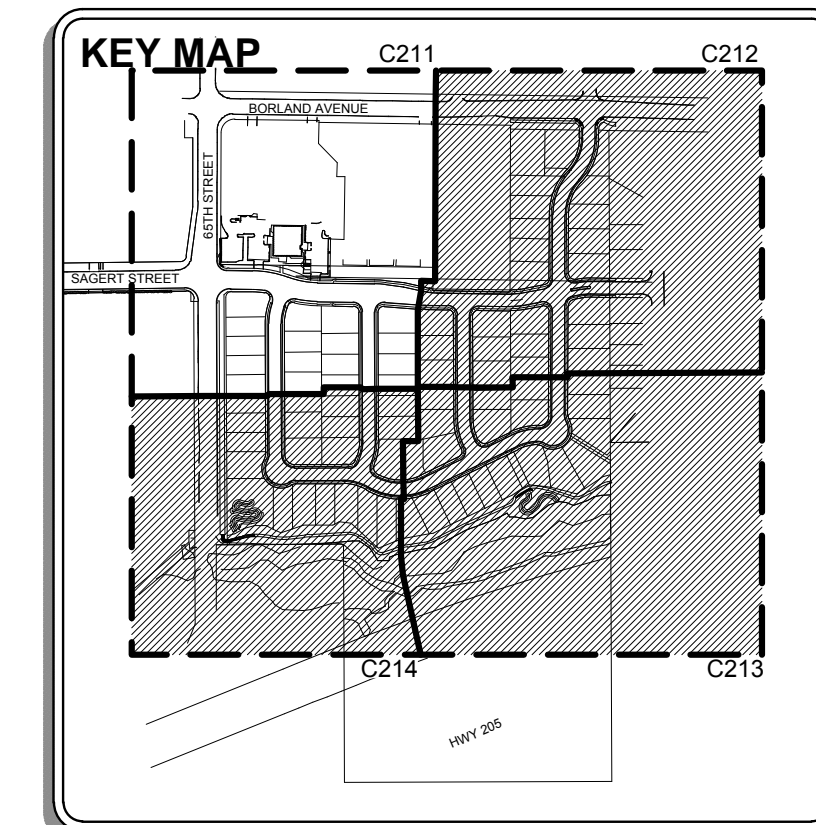 KEY MAP
C211
C212
BORLAND AVENUE
65TH STREET
SAGERT STREET
C214
C213
HWY 205